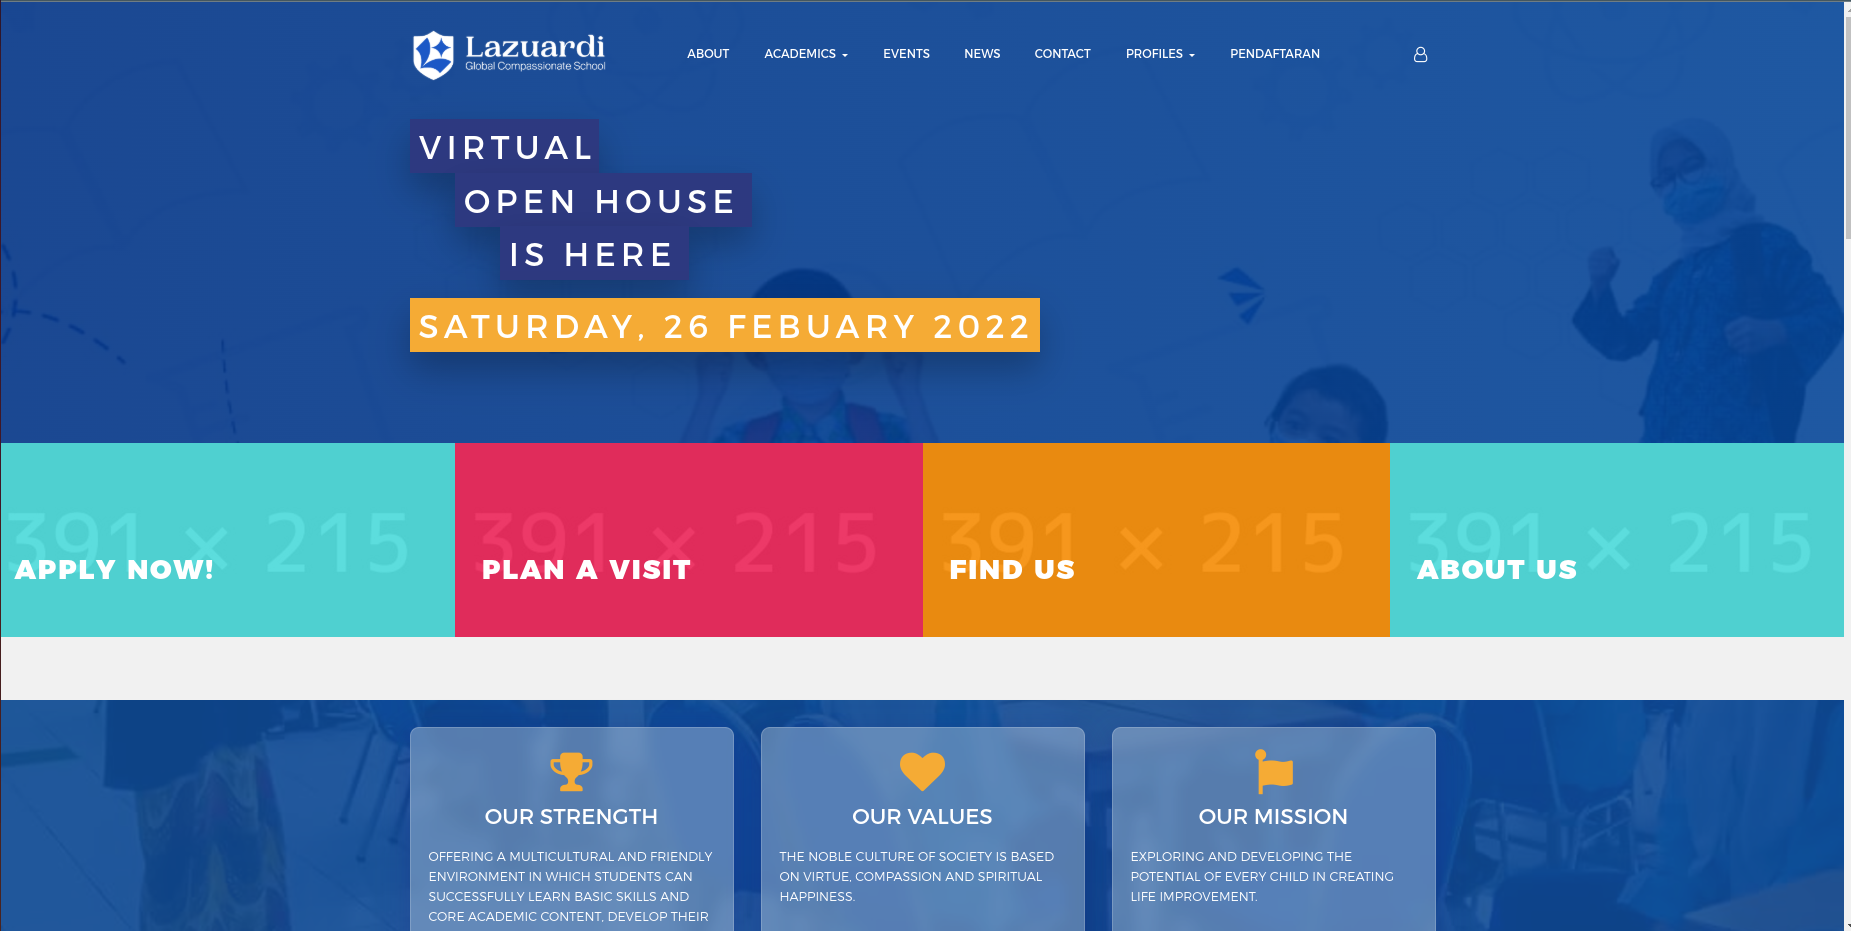 Lazuardi
Global Compassionate School
ABOUT
ACADEMICS
EVENTS
NEWS
CONTACT
PROFILES
PENDAFTARAN
VIRTUAL
OPEN HOUSE
IS HERE
SATURDAY, 26 FEBUARY 2022
391 × 215
APPLY NOW!
391 × 215
PLAN A VISIT
391 × 215
FIND US
391 × 215
ABOUT US
OUR STRENGTH
OFFERING A MULTICULTURAL AND FRIENDLY
ENVIRONMENT IN WHICH STUDENTS CAN
SUCCESSFULLY LEARN BASIC SKILLS AND
CORE ACADEMIC CONTENT, DEVELOP THEIR
OUR VALUES
THE NOBLE CULTURE OF SOCIETY IS BASED
ON VIRTUE, COMPASSION AND SPIRITUAL
HAPPINESS.
OUR MISSION
EXPLORING AND DEVELOPING THE
POTENTIAL OF EVERY CHILD IN CREATING
LIFE IMPROVEMENT.